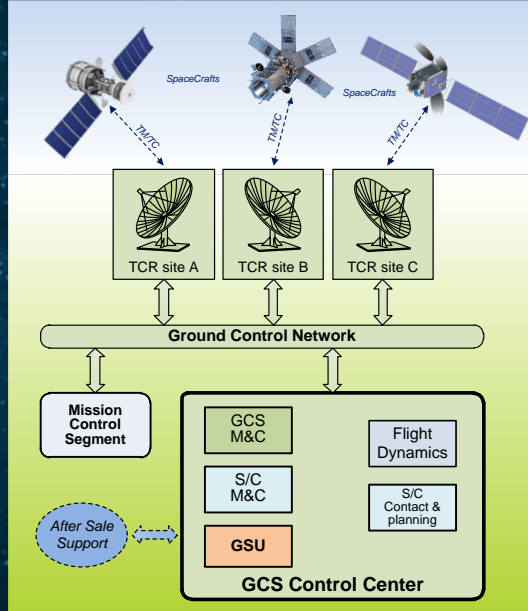 SpaceCrafts
SpaceCrafts
TM/TC
TM/TC
TM/TC
TCR site A
TCR site B
TCR site C
Ground Control Network
Mission
Control
Segment
GCS
M&C
Flight
Dynamics
S/C
M&C
S/C
Contact &
planning
After Sale
Support
GSU
GCS Control Center